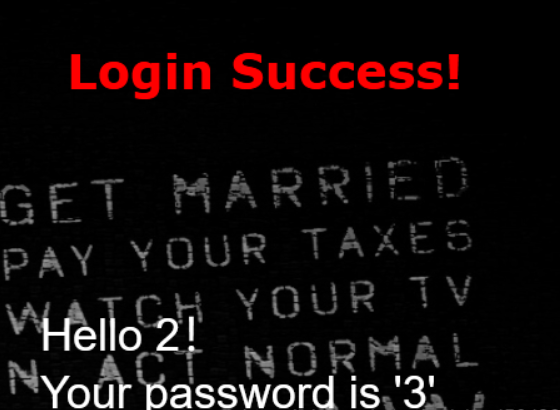 Login Success!
GET MARRIED
PAY YOUR TAXES
WATCH YOUR TV
Hello 2!
ACT NORMAL
Your password is '3'